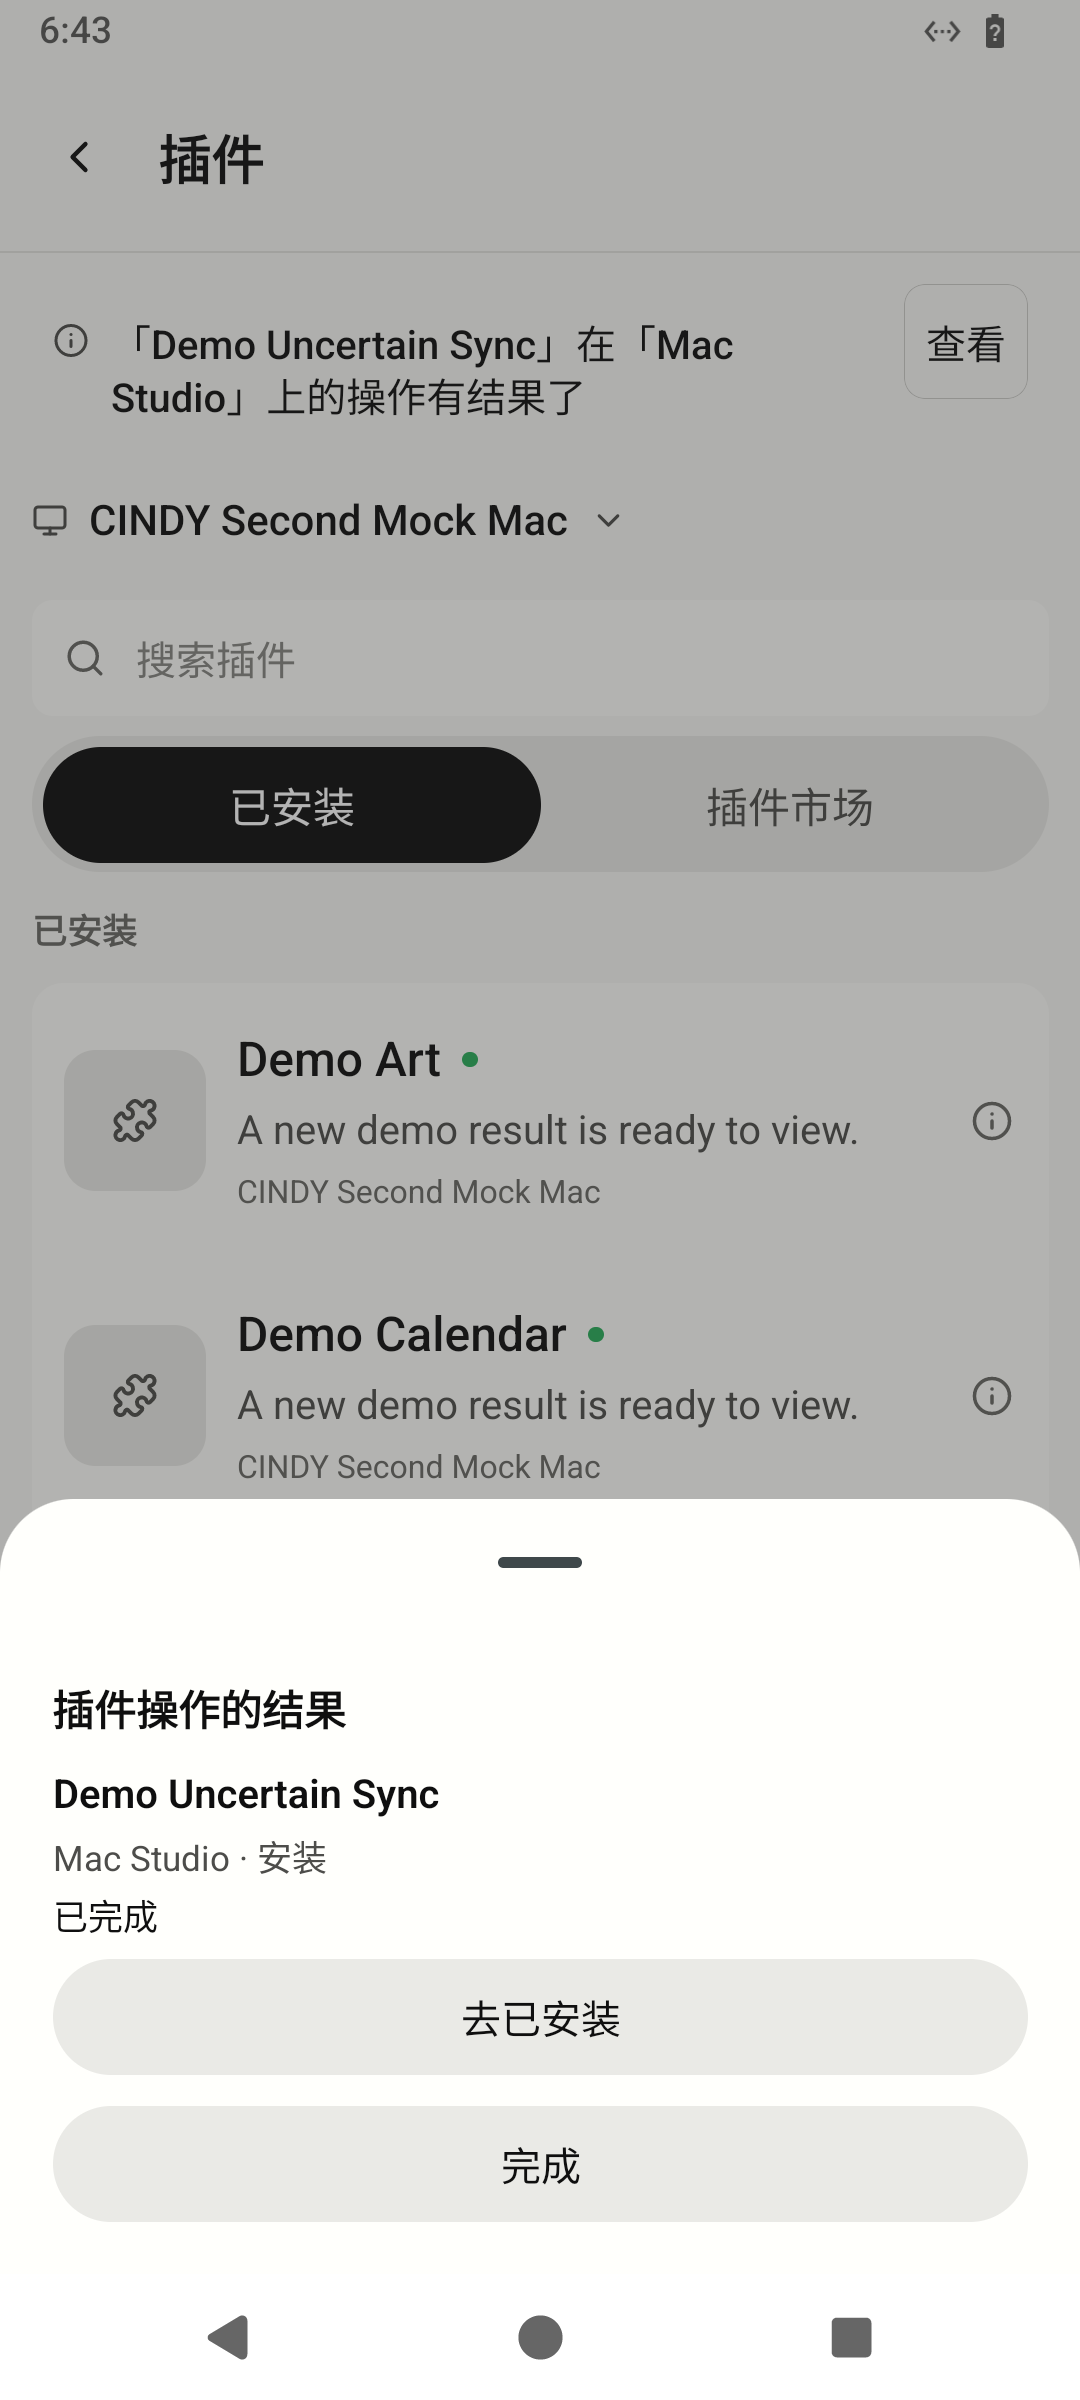 6:43
插件
「Demo Uncertain Sync」在「Mac
Studio」上的操作有结果了
查看
CINDY Second Mock Mac
搜索插件
已安装
插件市场
已安装
Demo Art
A new demo result is ready to view.
CINDY Second Mock Mac
Demo Calendar
A new demo result is ready to view.
CINDY Second Mock Mac
插件操作的结果
Demo Uncertain Sync
Mac Studio · 安装
已完成
去已安装
完成